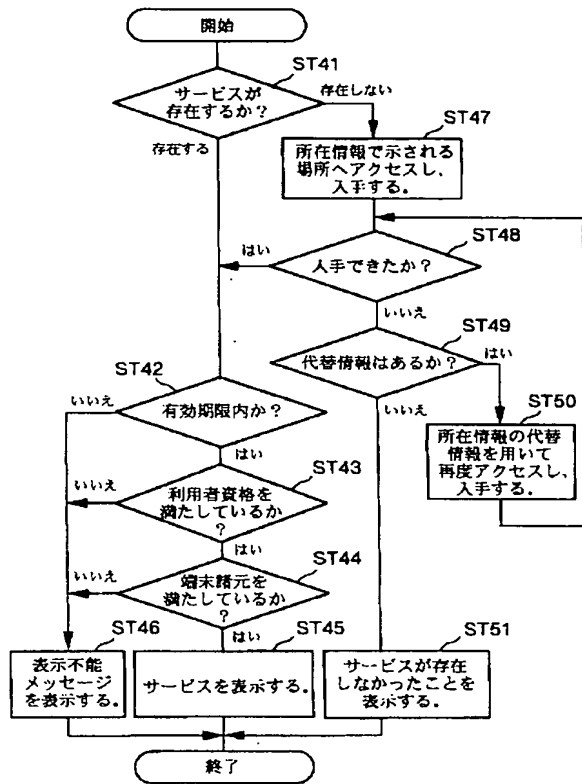 開始
ST41
サービスが
存在するか？
存在しない
存在する
ST47
所在情報で示される
場所へアクセスし、
入手する。
ST48
入手できたか？
はい
いいえ
ST49
代替情報はあるか？
はい
いいえ
ST50
所在情報の代替
情報を用いて
再度アクセスし、
入手する。
ST42
有効期限内か？
いいえ
はい
ST43
利用者資格を
満たしているか
？
いいえ
はい
ST44
端末諸元を
満たしているか
？
いいえ
はい
ST46
表示不能
メッセージ
を表示する。
ST45
サービスを表示する。
ST51
サービスが存在
しなかったことを
表示する。
終了